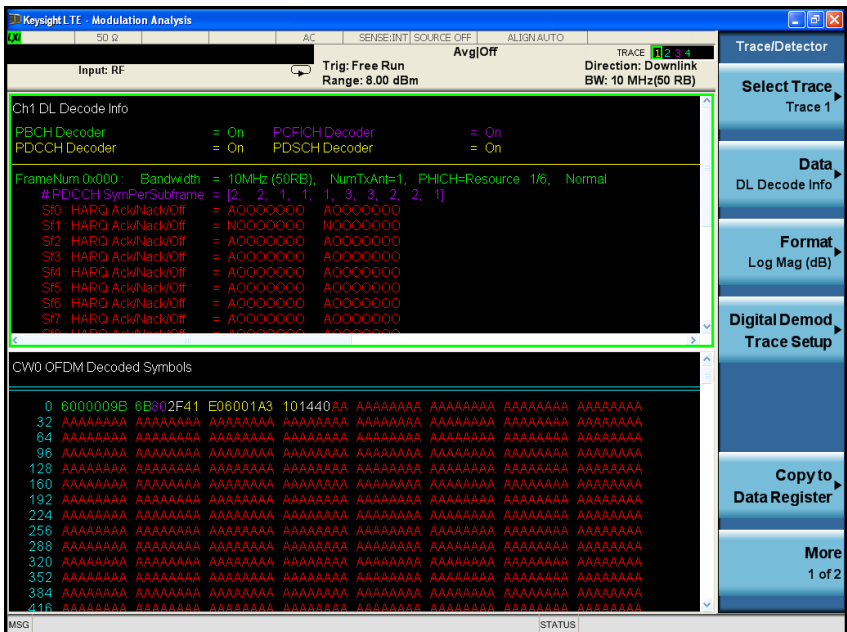 Keysight LTE - Modulation Analysis
LXI 50 Ω AC SENSE:INT SOURCE OFF ALIGN AUTO
Avg|Off TRACE 1 2 3 4
Input: RF Trig: Free Run Direction: Downlink
Range: 8.00 dBm BW: 10 MHz(50 RB)
Ch1 DL Decode Info
PBCH Decoder = On PCFICH Decoder = On
PDCCH Decoder = On PDSCH Decoder = On
FrameNum 0x000 : Bandwidth = 10MHz (50RB), NumTxAnt=1, PHICH=Resource 1/6, Normal
# PDCCH SymPerSubframe = [2, 2, 1, 1, 1, 3, 3, 2, 2, 1]
Sf0 : HARQ Ack/Nack/Off = AOOOOOOO AOOOOOOO
Sf1 : HARQ Ack/Nack/Off = NOOOOOOO NOOOOOOO
Sf2 : HARQ Ack/Nack/Off = AOOOOOOO AOOOOOOO
Sf3 : HARQ Ack/Nack/Off = AOOOOOOO AOOOOOOO
Sf4 : HARQ Ack/Nack/Off = AOOOOOOO AOOOOOOO
Sf5 : HARQ Ack/Nack/Off = AOOOOOOO AOOOOOOO
Sf6 : HARQ Ack/Nack/Off = AOOOOOOO AOOOOOOO
Sf7 : HARQ Ack/Nack/Off = AOOOOOOO AOOOOOOO
CW0 OFDM Decoded Symbols
0 6000009B 6B802F41 E06001A3 101440AA AAAAAAAA AAAAAAAA AAAAAAAA AAAAAAAA
32 AAAAAAAA AAAAAAAA AAAAAAAA AAAAAAAA AAAAAAAA AAAAAAAA AAAAAAAA AAAAAAAA
64 AAAAAAAA AAAAAAAA AAAAAAAA AAAAAAAA AAAAAAAA AAAAAAAA AAAAAAAA AAAAAAAA
96 AAAAAAAA AAAAAAAA AAAAAAAA AAAAAAAA AAAAAAAA AAAAAAAA AAAAAAAA AAAAAAAA
128 AAAAAAAA AAAAAAAA AAAAAAAA AAAAAAAA AAAAAAAA AAAAAAAA AAAAAAAA AAAAAAAA
160 AAAAAAAA AAAAAAAA AAAAAAAA AAAAAAAA AAAAAAAA AAAAAAAA AAAAAAAA AAAAAAAA
192 AAAAAAAA AAAAAAAA AAAAAAAA AAAAAAAA AAAAAAAA AAAAAAAA AAAAAAAA AAAAAAAA
224 AAAAAAAA AAAAAAAA AAAAAAAA AAAAAAAA AAAAAAAA AAAAAAAA AAAAAAAA AAAAAAAA
256 AAAAAAAA AAAAAAAA AAAAAAAA AAAAAAAA AAAAAAAA AAAAAAAA AAAAAAAA AAAAAAAA
288 AAAAAAAA AAAAAAAA AAAAAAAA AAAAAAAA AAAAAAAA AAAAAAAA AAAAAAAA AAAAAAAA
320 AAAAAAAA AAAAAAAA AAAAAAAA AAAAAAAA AAAAAAAA AAAAAAAA AAAAAAAA AAAAAAAA
352 AAAAAAAA AAAAAAAA AAAAAAAA AAAAAAAA AAAAAAAA AAAAAAAA AAAAAAAA AAAAAAAA
384 AAAAAAAA AAAAAAAA AAAAAAAA AAAAAAAA AAAAAAAA AAAAAAAA AAAAAAAA AAAAAAAA
416 AAAAAAAA AAAAAAAA AAAAAAAA AAAAAAAA AAAAAAAA AAAAAAAA AAAAAAAA AAAAAAAA
MSG STATUS
Trace/Detector
Select Trace
Trace 1
Data
DL Decode Info
Format
Log Mag (dB)
Digital Demod
Trace Setup
Copy to
Data Register
More
1 of 2